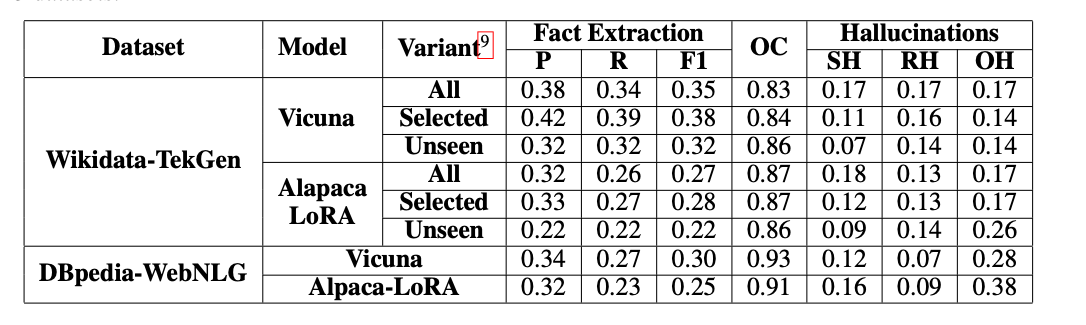 Dataset Model Variant9 Fact Extraction OC Hallucinations
P R F1 SH RH OH
Wikidata-TekGen Vicuna All 0.38 0.34 0.35 0.83 0.17 0.17 0.17
Selected 0.42 0.39 0.38 0.84 0.11 0.16 0.14
Unseen 0.32 0.32 0.32 0.86 0.07 0.14 0.14
Alapaca LoRA All 0.32 0.26 0.27 0.87 0.18 0.13 0.17
Selected 0.33 0.27 0.28 0.87 0.12 0.13 0.17
Unseen 0.22 0.22 0.22 0.86 0.09 0.14 0.26
DBpedia-WebNLG Vicuna 0.34 0.27 0.30 0.93 0.12 0.07 0.28
Alpaca-LoRA 0.32 0.23 0.25 0.91 0.16 0.09 0.38